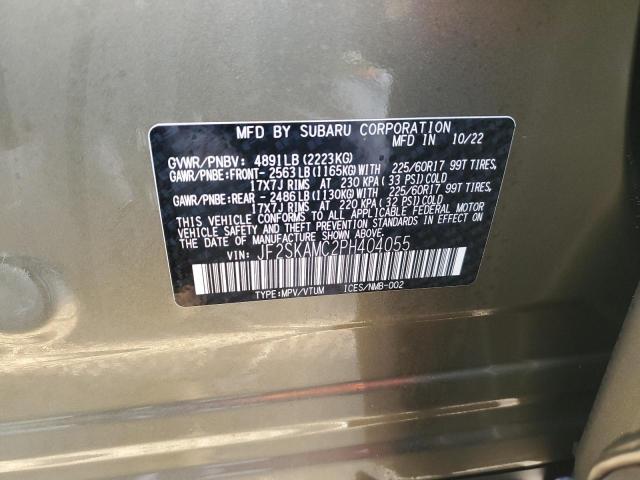 MFD BY SUBARU CORPORATION
MFD IN 10/22
GVWR/PNBV: 4891LB (2223KG)
GAWR/PNBE:FRONT- 2563LB (1165KG) WITH 225/60R17 99T TIRES,
17X7J RIMS AT 230 KPA (33 PSI) COLD
GAWR/PNBE:REAR - 2486LB (1130KG) WITH 225/60R17 99T TIRES,
17X7J RIMS AT 220 KPA (32 PSI) COLD
THIS VEHICLE CONFORMS TO ALL APPLICABLE FEDERAL MOTOR
VEHICLE SAFETY AND THEFT PREVENTION STANDARDS IN EFFECT ON
THE DATE OF MANUFACTURE SHOWN ABOVE.
VIN: JF2SKAMC2PH404055
TYPE:MPV/VTUM ICES/NMB-002